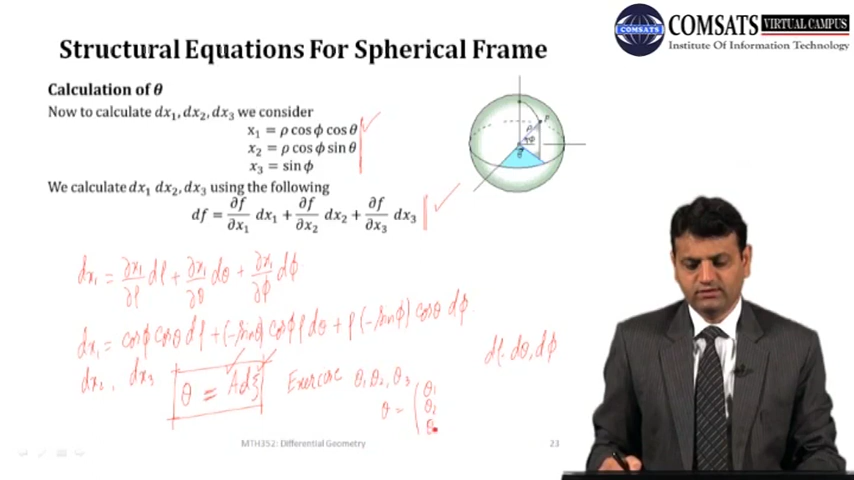 Structural Equations For Spherical Frame
COMSATS VIRTUAL CAMPUS
Institute Of Information Technology
Calculation of θ
Now to calculate dx₁, dx₂, dx₃ we consider
x₁ = ρ cos ϕ cos θ
x₂ = ρ cos ϕ sin θ
x₃ = sin ϕ
We calculate dx₁ dx₂, dx₃ using the following
df = ∂f/∂x₁ dx₁ + ∂f/∂x₂ dx₂ + ∂f/∂x₃ dx₃
dx₁ = ∂x₁/∂ρ dρ + ∂x₁/∂θ dθ + ∂x₁/∂ϕ dϕ
dx₁ = cosϕ cosθ dρ + (-sinθ) cosϕ ρ dθ + ρ(-sinϕ) cosθ dϕ
dρ, dθ, dϕ
dx₂, dx₃
θ = Adξ
Exercise θ₁, θ₂, θ₃
θ = ( θ₁
θ₂
θ
MTH352: Differential Geometry
23